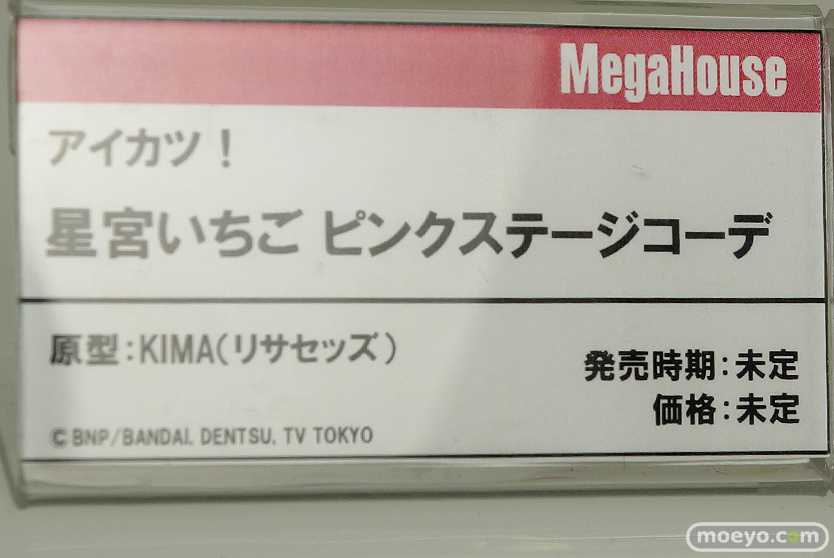 MegaHouse
アイカツ！
星宮いちご ピンクステージコーデ
原型：KIMA（リサセッズ）
発売時期：未定
価格：未定
©BNP/BANDAI, DENTSU, TV TOKYO
moeyo.com